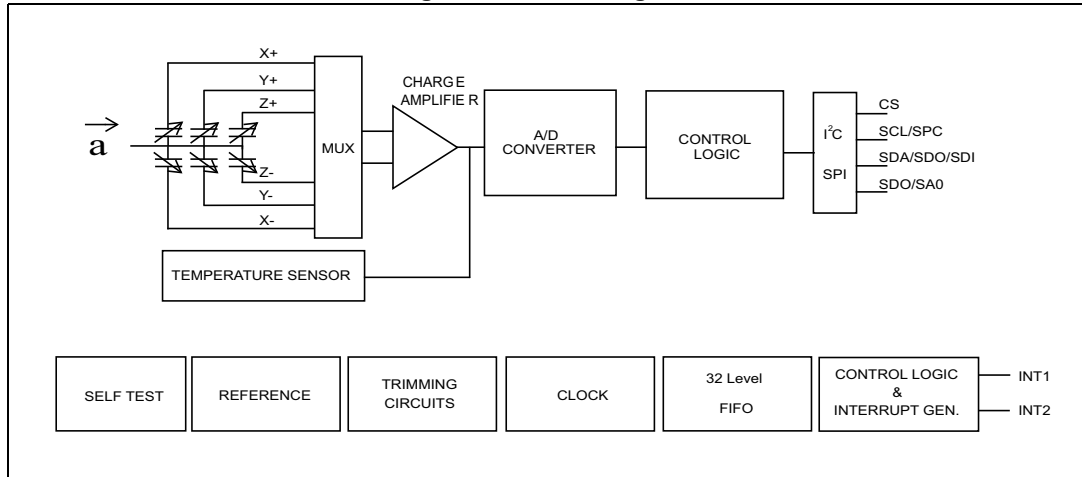 X+
Y+
Z+
a
Z-
Y-
X-
MUX
CHARGE
AMPLIFIER
A/D
CONVERTER
CONTROL
LOGIC
I²C
SPI
CS
SCL/SPC
SDA/SDO/SDI
SDO/SA0
TEMPERATURE SENSOR
SELF TEST
REFERENCE
TRIMMING
CIRCUITS
CLOCK
32 Level
FIFO
CONTROL LOGIC
&
INTERRUPT GEN.
INT1
INT2